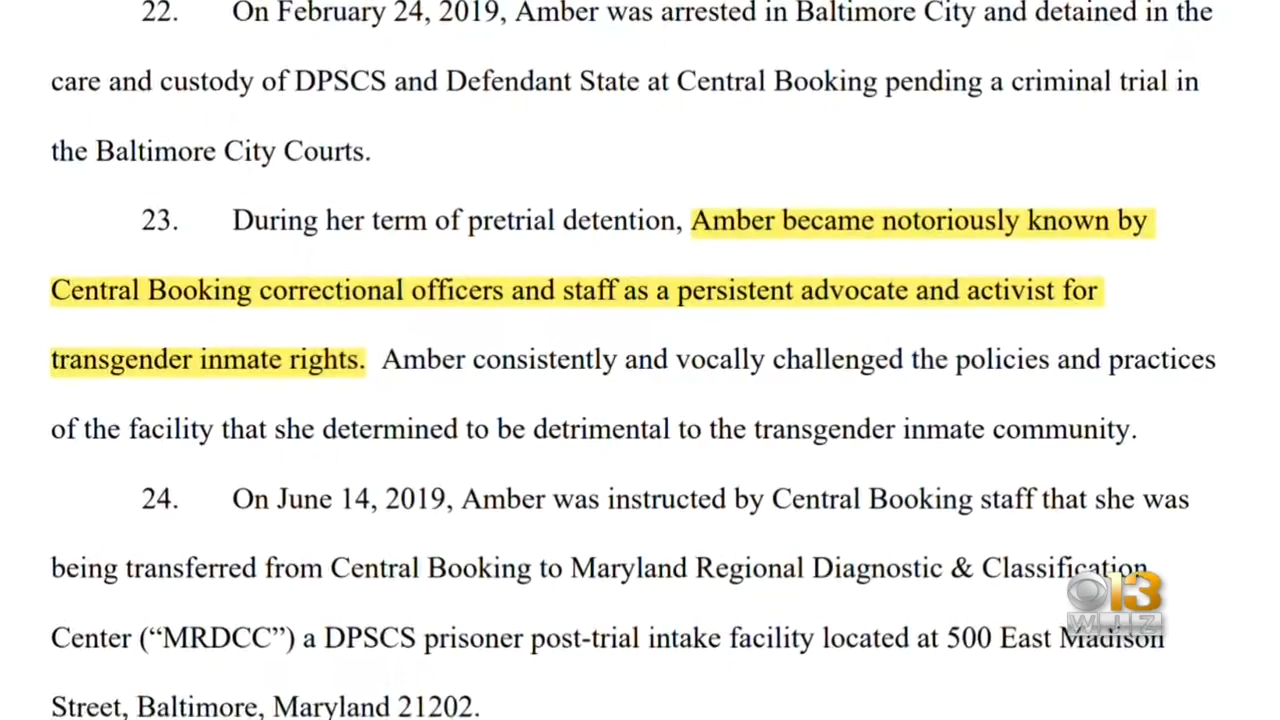 22. On February 24, 2019, Amber was arrested in Baltimore City and detained in the
care and custody of DPSCS and Defendant State at Central Booking pending a criminal trial in
the Baltimore City Courts.
23. During her term of pretrial detention, Amber became notoriously known by
Central Booking correctional officers and staff as a persistent advocate and activist for
transgender inmate rights. Amber consistently and vocally challenged the policies and practices
of the facility that she determined to be detrimental to the transgender inmate community.
24. On June 14, 2019, Amber was instructed by Central Booking staff that she was
being transferred from Central Booking to Maryland Regional Diagnostic & Classification
Center (“MRDCC”) a DPSCS prisoner post-trial intake facility located at 500 East Madison
Street, Baltimore, Maryland 21202.
13
WJZ